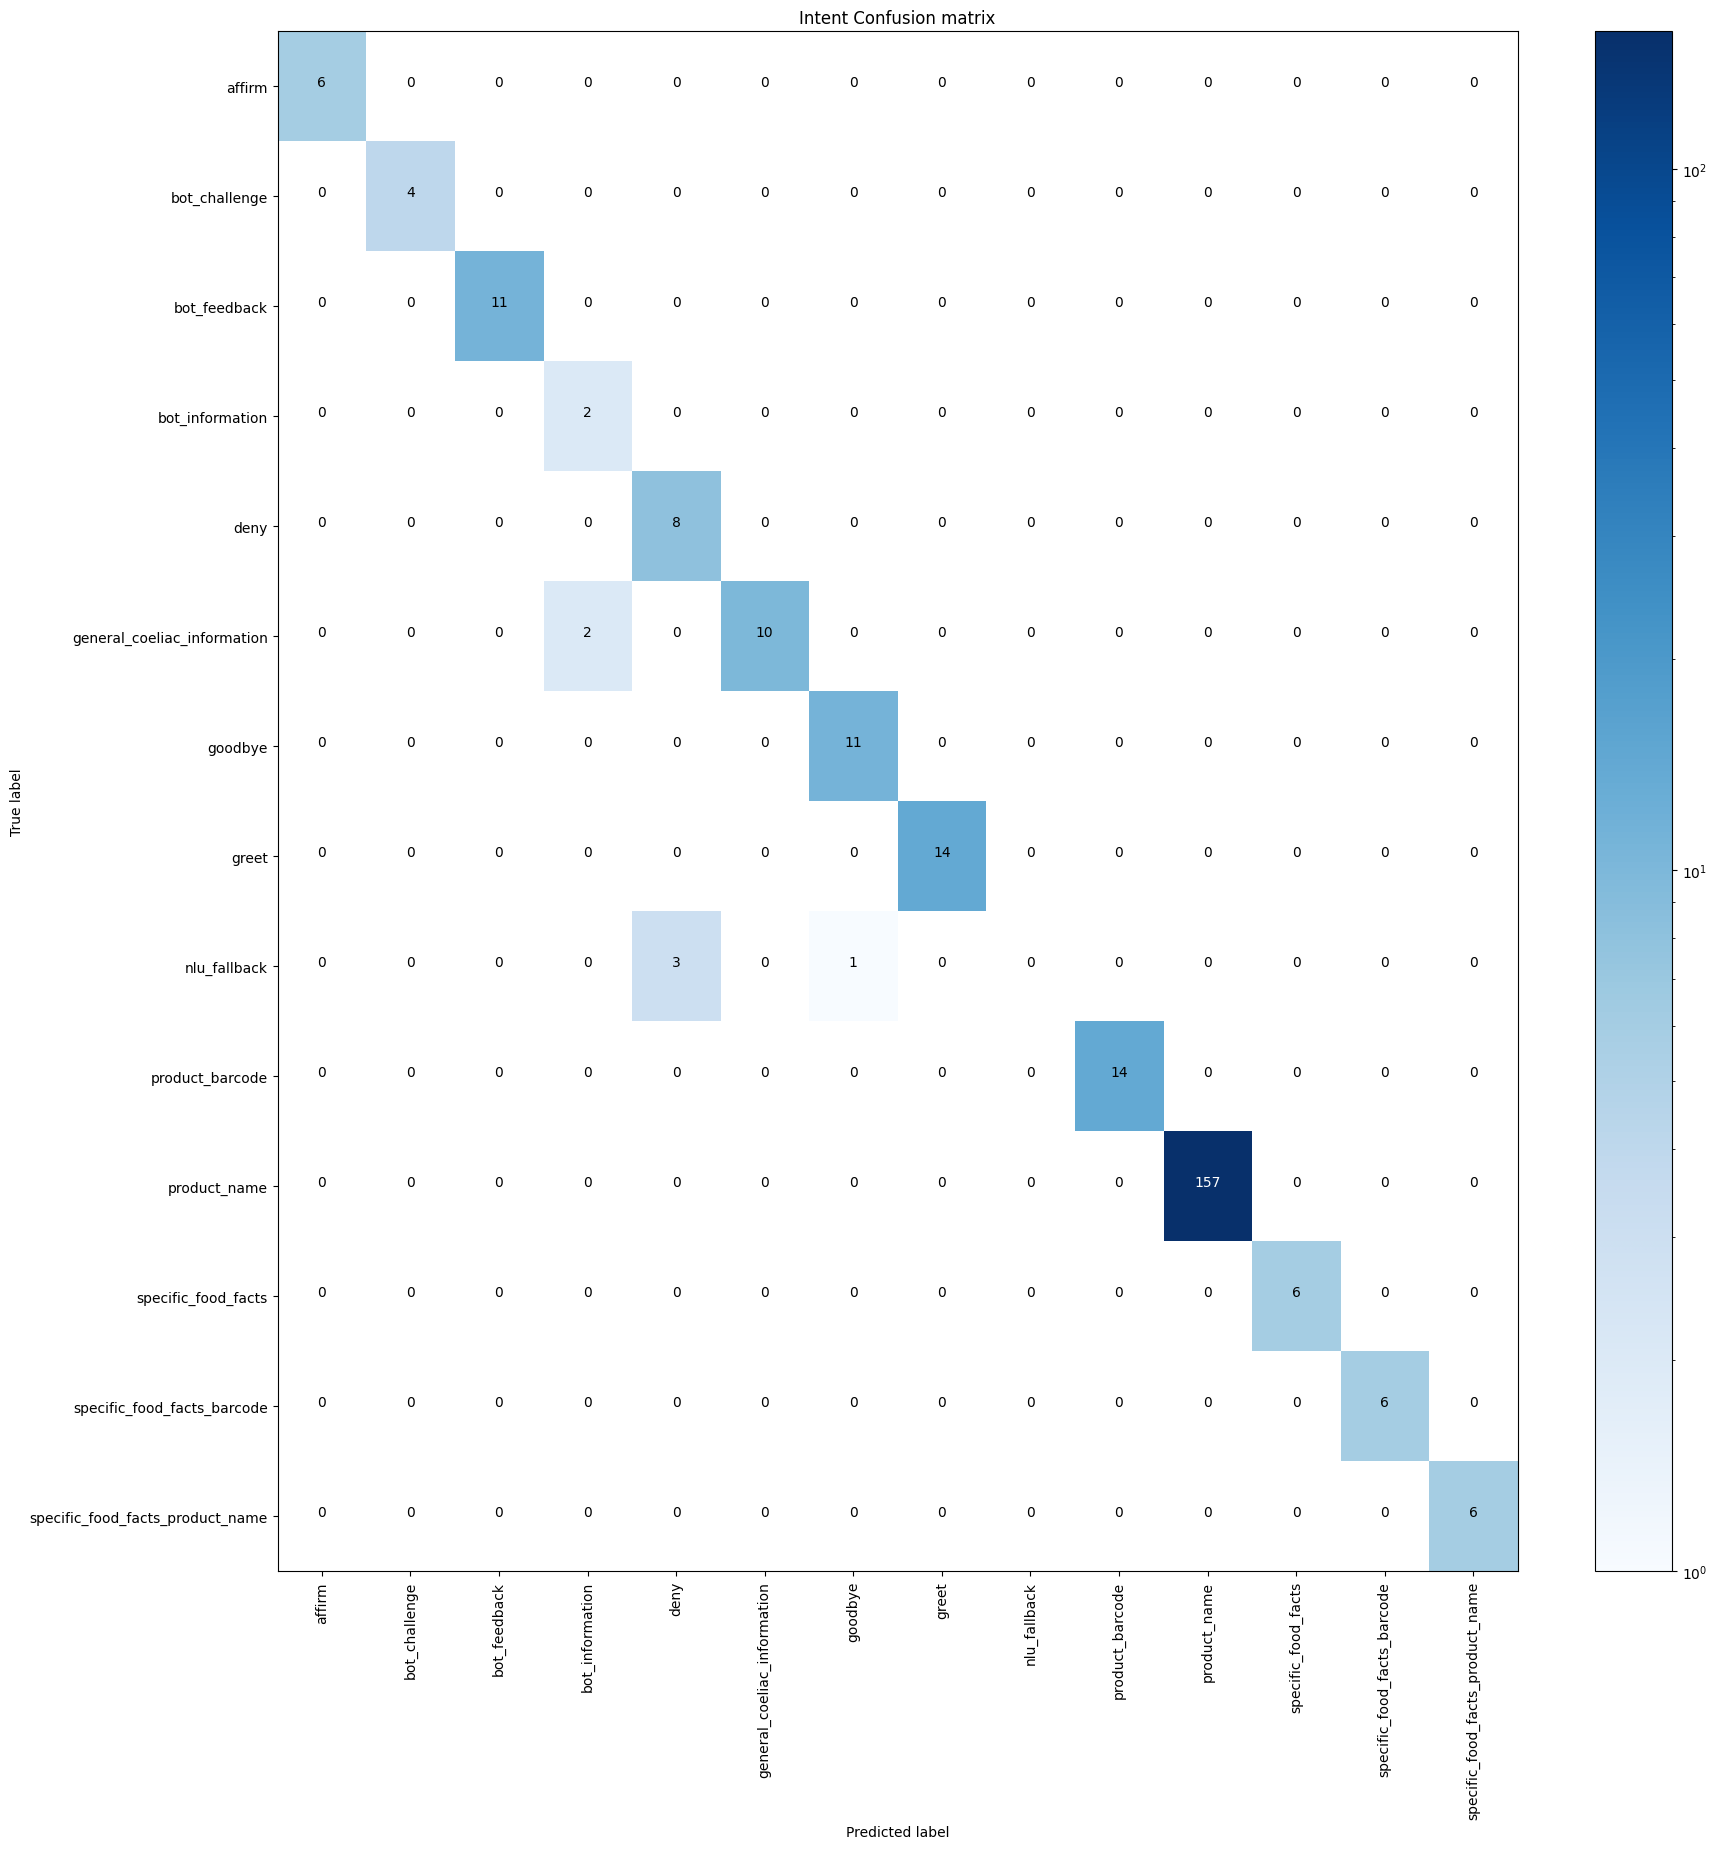 Intent Confusion matrix
affirm 6 0 0 0 0 0 0 0 0 0 0 0 0 0
bot_challenge 0 4 0 0 0 0 0 0 0 0 0 0 0 0
bot_feedback 0 0 11 0 0 0 0 0 0 0 0 0 0 0
bot_information 0 0 0 2 0 0 0 0 0 0 0 0 0 0
deny 0 0 0 0 8 0 0 0 0 0 0 0 0 0
general_coeliac_information 0 0 0 2 0 10 0 0 0 0 0 0 0 0
goodbye 0 0 0 0 0 0 11 0 0 0 0 0 0 0
greet 0 0 0 0 0 0 0 14 0 0 0 0 0 0
nlu_fallback 0 0 0 0 3 0 1 0 0 0 0 0 0 0
product_barcode 0 0 0 0 0 0 0 0 0 14 0 0 0 0
product_name 0 0 0 0 0 0 0 0 0 0 157 0 0 0
specific_food_facts 0 0 0 0 0 0 0 0 0 0 0 6 0 0
specific_food_facts_barcode 0 0 0 0 0 0 0 0 0 0 0 0 6 0
specific_food_facts_product_name 0 0 0 0 0 0 0 0 0 0 0 0 0 6
True label
affirm
bot_challenge
bot_feedback
bot_information
deny
general_coeliac_information
goodbye
greet
nlu_fallback
product_barcode
product_name
specific_food_facts
specific_food_facts_barcode
specific_food_facts_product_name
Predicted label
10²
10¹
10⁰